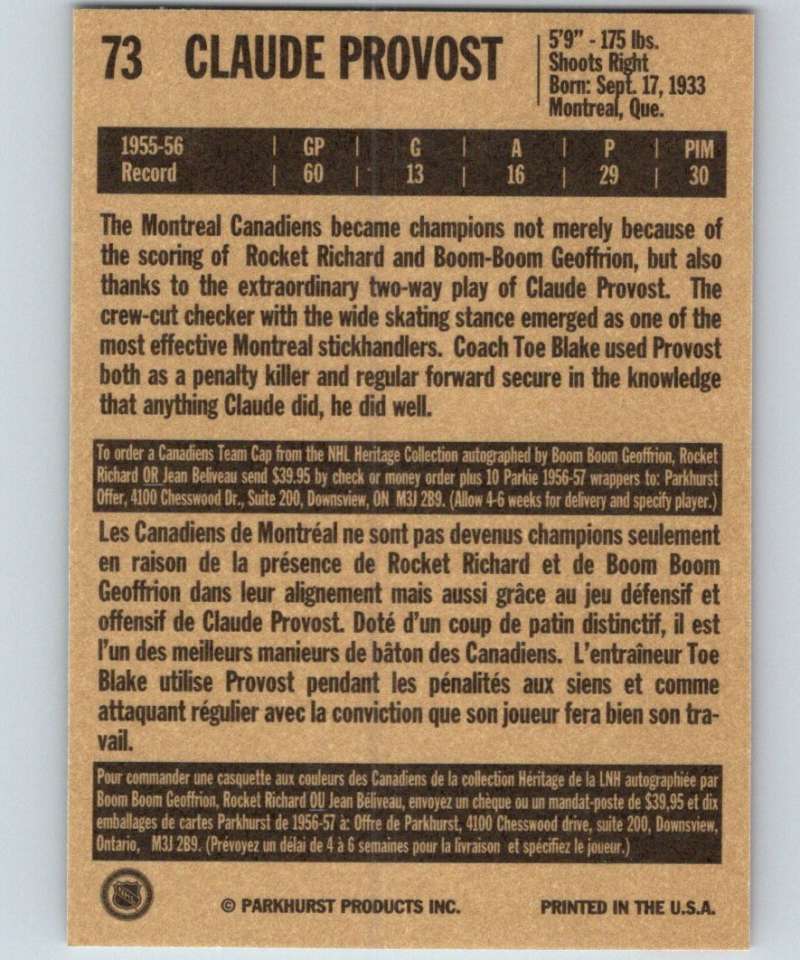 73 CLAUDE PROVOST
5'9" - 175 lbs.
Shoots Right
Born: Sept. 17, 1933
Montreal, Que.
1955-56 | GP | G | A | P | PIM
Record | 60 | 13 | 16 | 29 | 30
The Montreal Canadiens became champions not merely because of
the scoring of Rocket Richard and Boom-Boom Geoffrion, but also
thanks to the extraordinary two-way play of Claude Provost. The
crew-cut checker with the wide skating stance emerged as one of the
most effective Montreal stickhandlers. Coach Toe Blake used Provost
both as a penalty killer and regular forward secure in the knowledge
that anything Claude did, he did well.
To order a Canadiens Team Cap from the NHL Heritage Collection autographed by Boom Boom Geoffrion, Rocket
Richard OR Jean Beliveau send $39.95 by check or money order plus 10 Parkie 1956-57 wrappers to: Parkhurst
Offer, 4100 Chesswood Dr., Suite 200, Downsview, ON M3J 2B9. (Allow 4-6 weeks for delivery and specify player.)
Les Canadiens de Montréal ne sont pas devenus champions seulement
en raison de la présence de Rocket Richard et de Boom Boom
Geoffrion dans leur alignement mais aussi grâce au jeu défensif et
offensif de Claude Provost. Doté d'un coup de patin distinctif, il est
l'un des meilleurs manieurs de bâton des Canadiens. L'entraîneur Toe
Blake utilise Provost pendant les pénalités aux siens et comme
attaquant régulier avec la conviction que son joueur fera bien son tra-
vail.
Pour commander une casquette aux couleurs des Canadiens de la collection Héritage de la LNH autographiée par
Boom Boom Geoffrion, Rocket Richard OU Jean Béliveau, envoyez un chèque ou un mandat-poste de $39,95 et dix
emballages de cartes Parkhurst de 1956-57 à: Offre de Parkhurst, 4100 Chesswood drive, suite 200, Downsview,
Ontario, M3J 2B9. (Prévoyez un délai de 4 à 6 semaines pour la livraison et spécifiez le joueur.)
NHL
© PARKHURST PRODUCTS INC. PRINTED IN THE U.S.A.